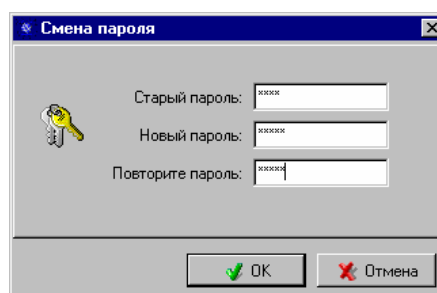 Смена пароля
Старый пароль: ****
Новый пароль: *****
Повторите пароль: *****
OK Отмена